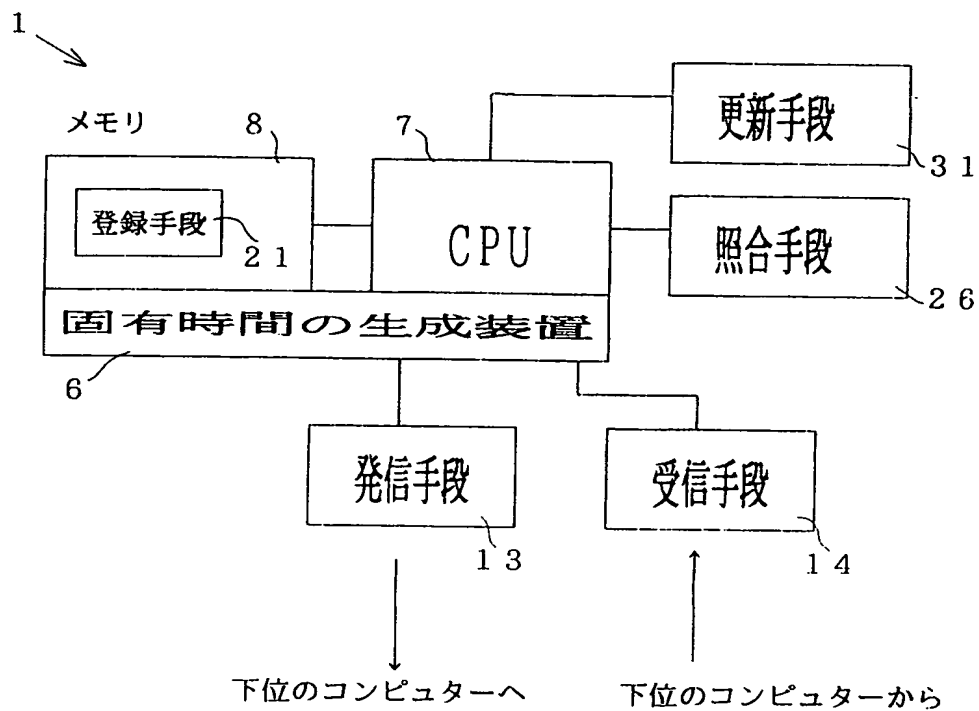 1
メモリ
8
7
更新手段
31
登録手段
21
CPU
照合手段
26
固有時間の生成装置
6
発信手段
13
受信手段
14
下位のコンピュターへ
下位のコンピュターから